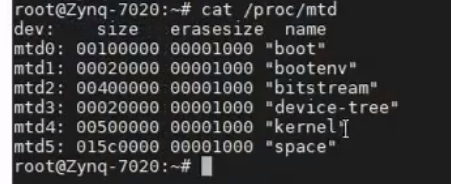 root@Zynq-7020:~# cat /proc/mtd
dev:    size   erasesize  name
mtd0: 00100000 00001000 "boot"
mtd1: 00020000 00001000 "bootenv"
mtd2: 00400000 00001000 "bitstream"
mtd3: 00020000 00001000 "device-tree"
mtd4: 00500000 00001000 "kernel"
mtd5: 015c0000 00001000 "space"
root@Zynq-7020:~#